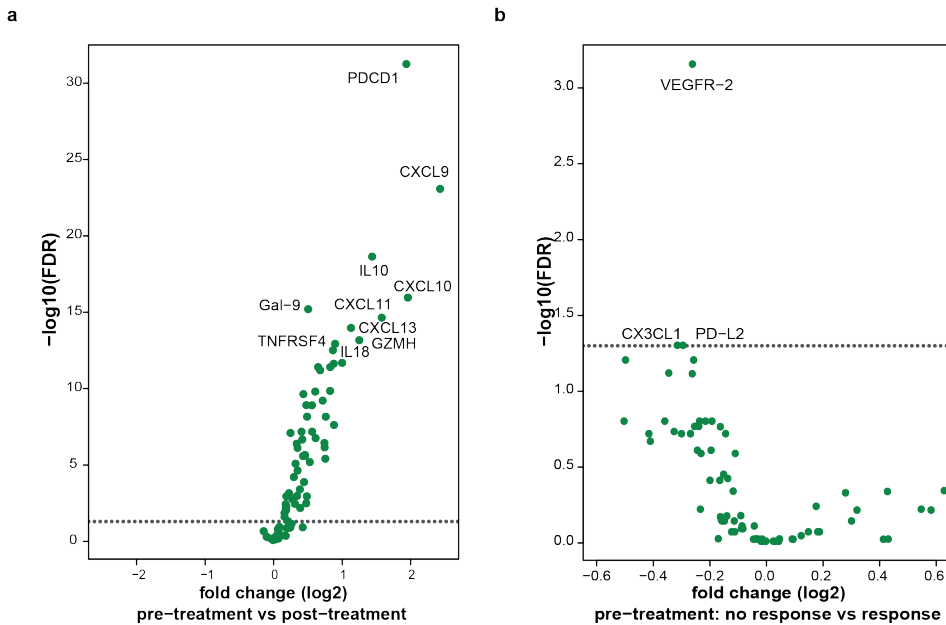 a
−log10(FDR)
30
25
20
15
10
5
0
PDCD1
CXCL9
IL10
CXCL10
Gal−9
CXCL11
CXCL13
TNFRSF4
GZMH
IL18
−2 −1 0 1 2
fold change (log2)
pre−treatment vs post−treatment
b
−log10(FDR)
3.0
2.5
2.0
1.5
1.0
0.5
0.0
VEGFR−2
CX3CL1 PD−L2
−0.6 −0.4 −0.2 0.0 0.2 0.4 0.6
fold change (log2)
pre−treatment: no response vs response